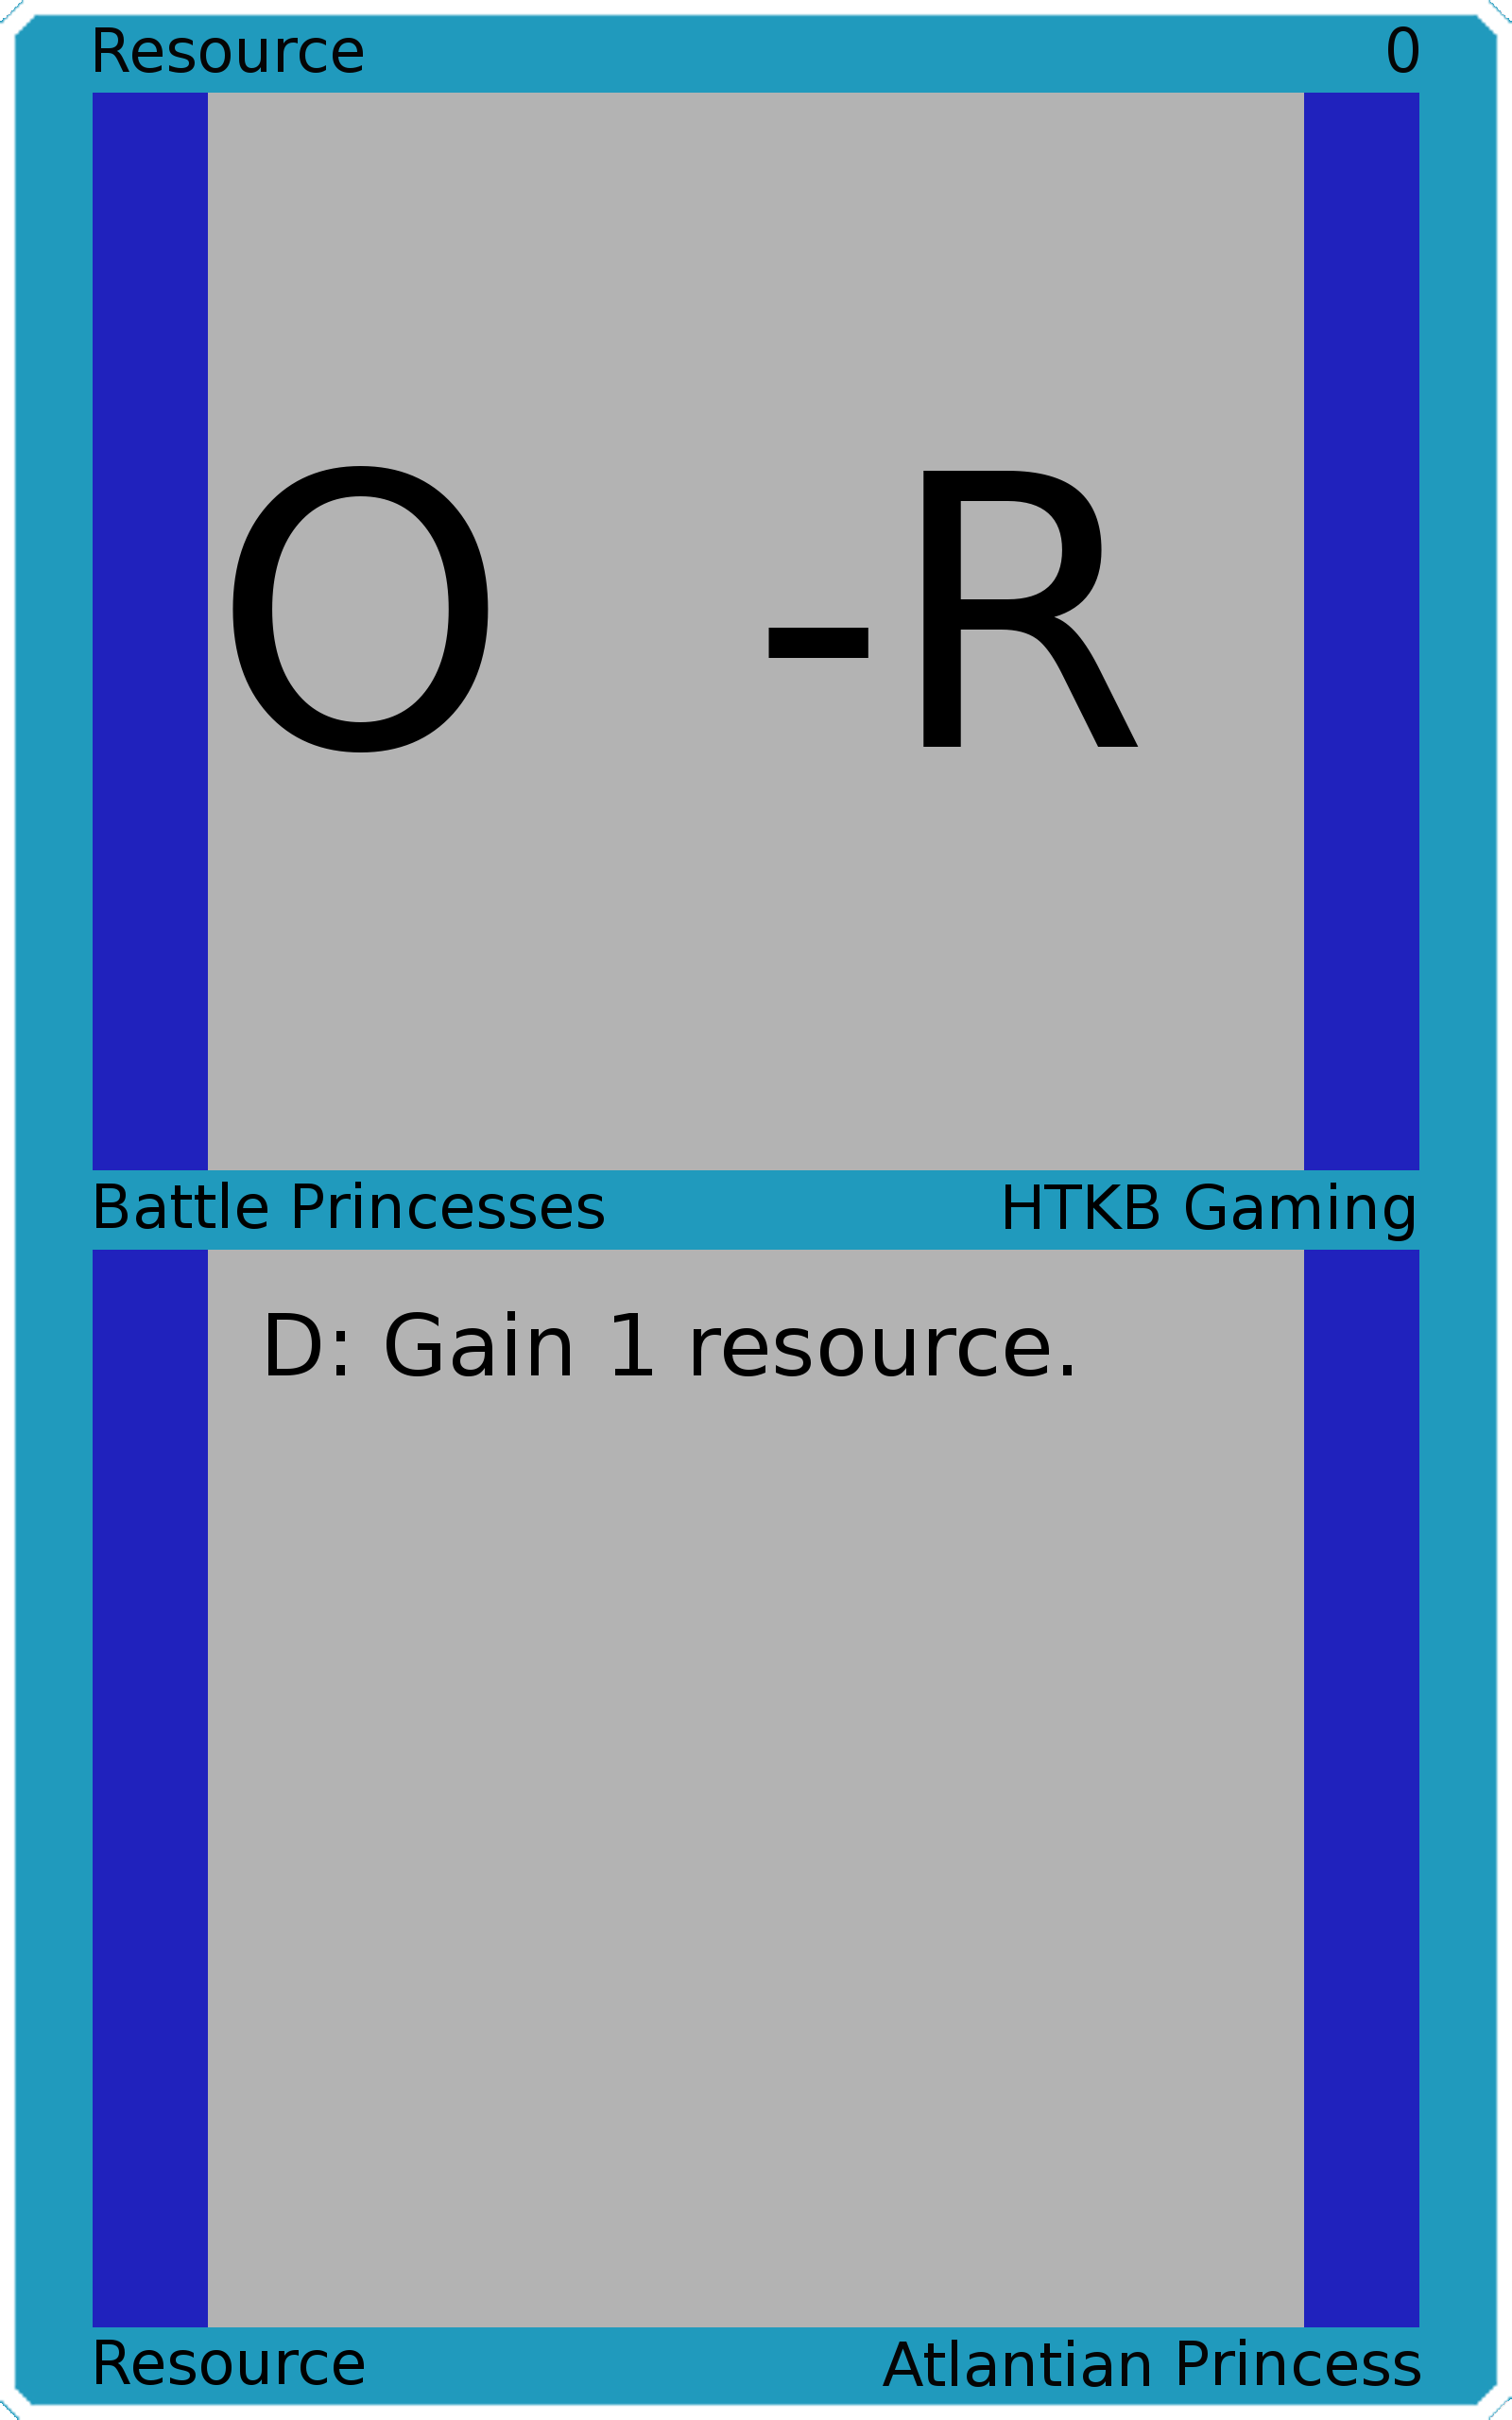 Resource 0
O -R
Battle Princesses HTKB Gaming
D: Gain 1 resource.
Resource Atlantian Princess